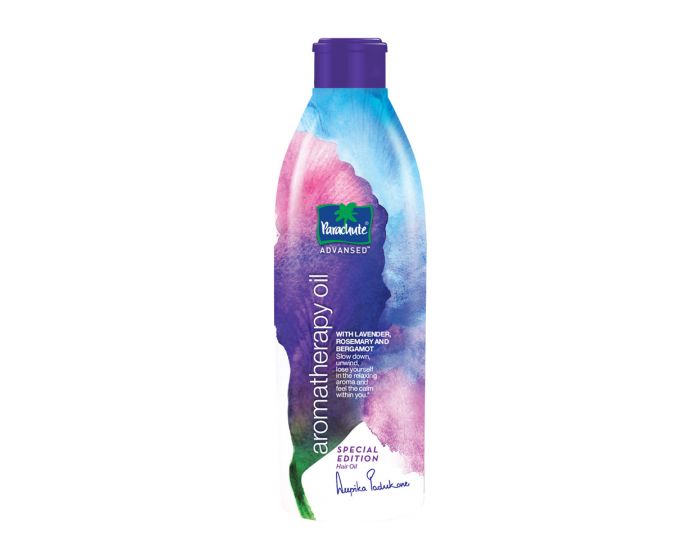 Parachute®
ADVANSED™
aromatherapy oil
WITH LAVENDER,
ROSEMARY AND
BERGAMOT
Slow down,
unwind,
lose yourself
in the relaxing
aroma and
feel the calm
within you.*
SPECIAL
EDITION
Hair Oil
Deepika Padukone